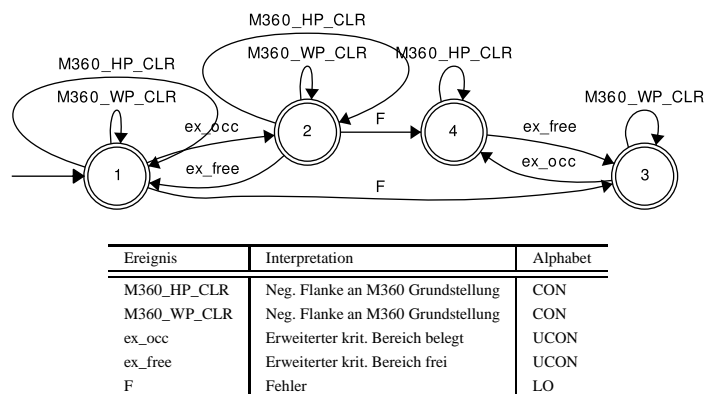 M360_HP_CLR
M360_WP_CLR
M360_HP_CLR
M360_HP_CLR
M360_WP_CLR
M360_WP_CLR
ex_occ
2
F
4
ex_free
1
ex_free
ex_occ
3
F
Ereignis Interpretation Alphabet
M360_HP_CLR Neg. Flanke an M360 Grundstellung CON
M360_WP_CLR Neg. Flanke an M360 Grundstellung CON
ex_occ Erweiterter krit. Bereich belegt UCON
ex_free Erweiterter krit. Bereich frei UCON
F Fehler LO